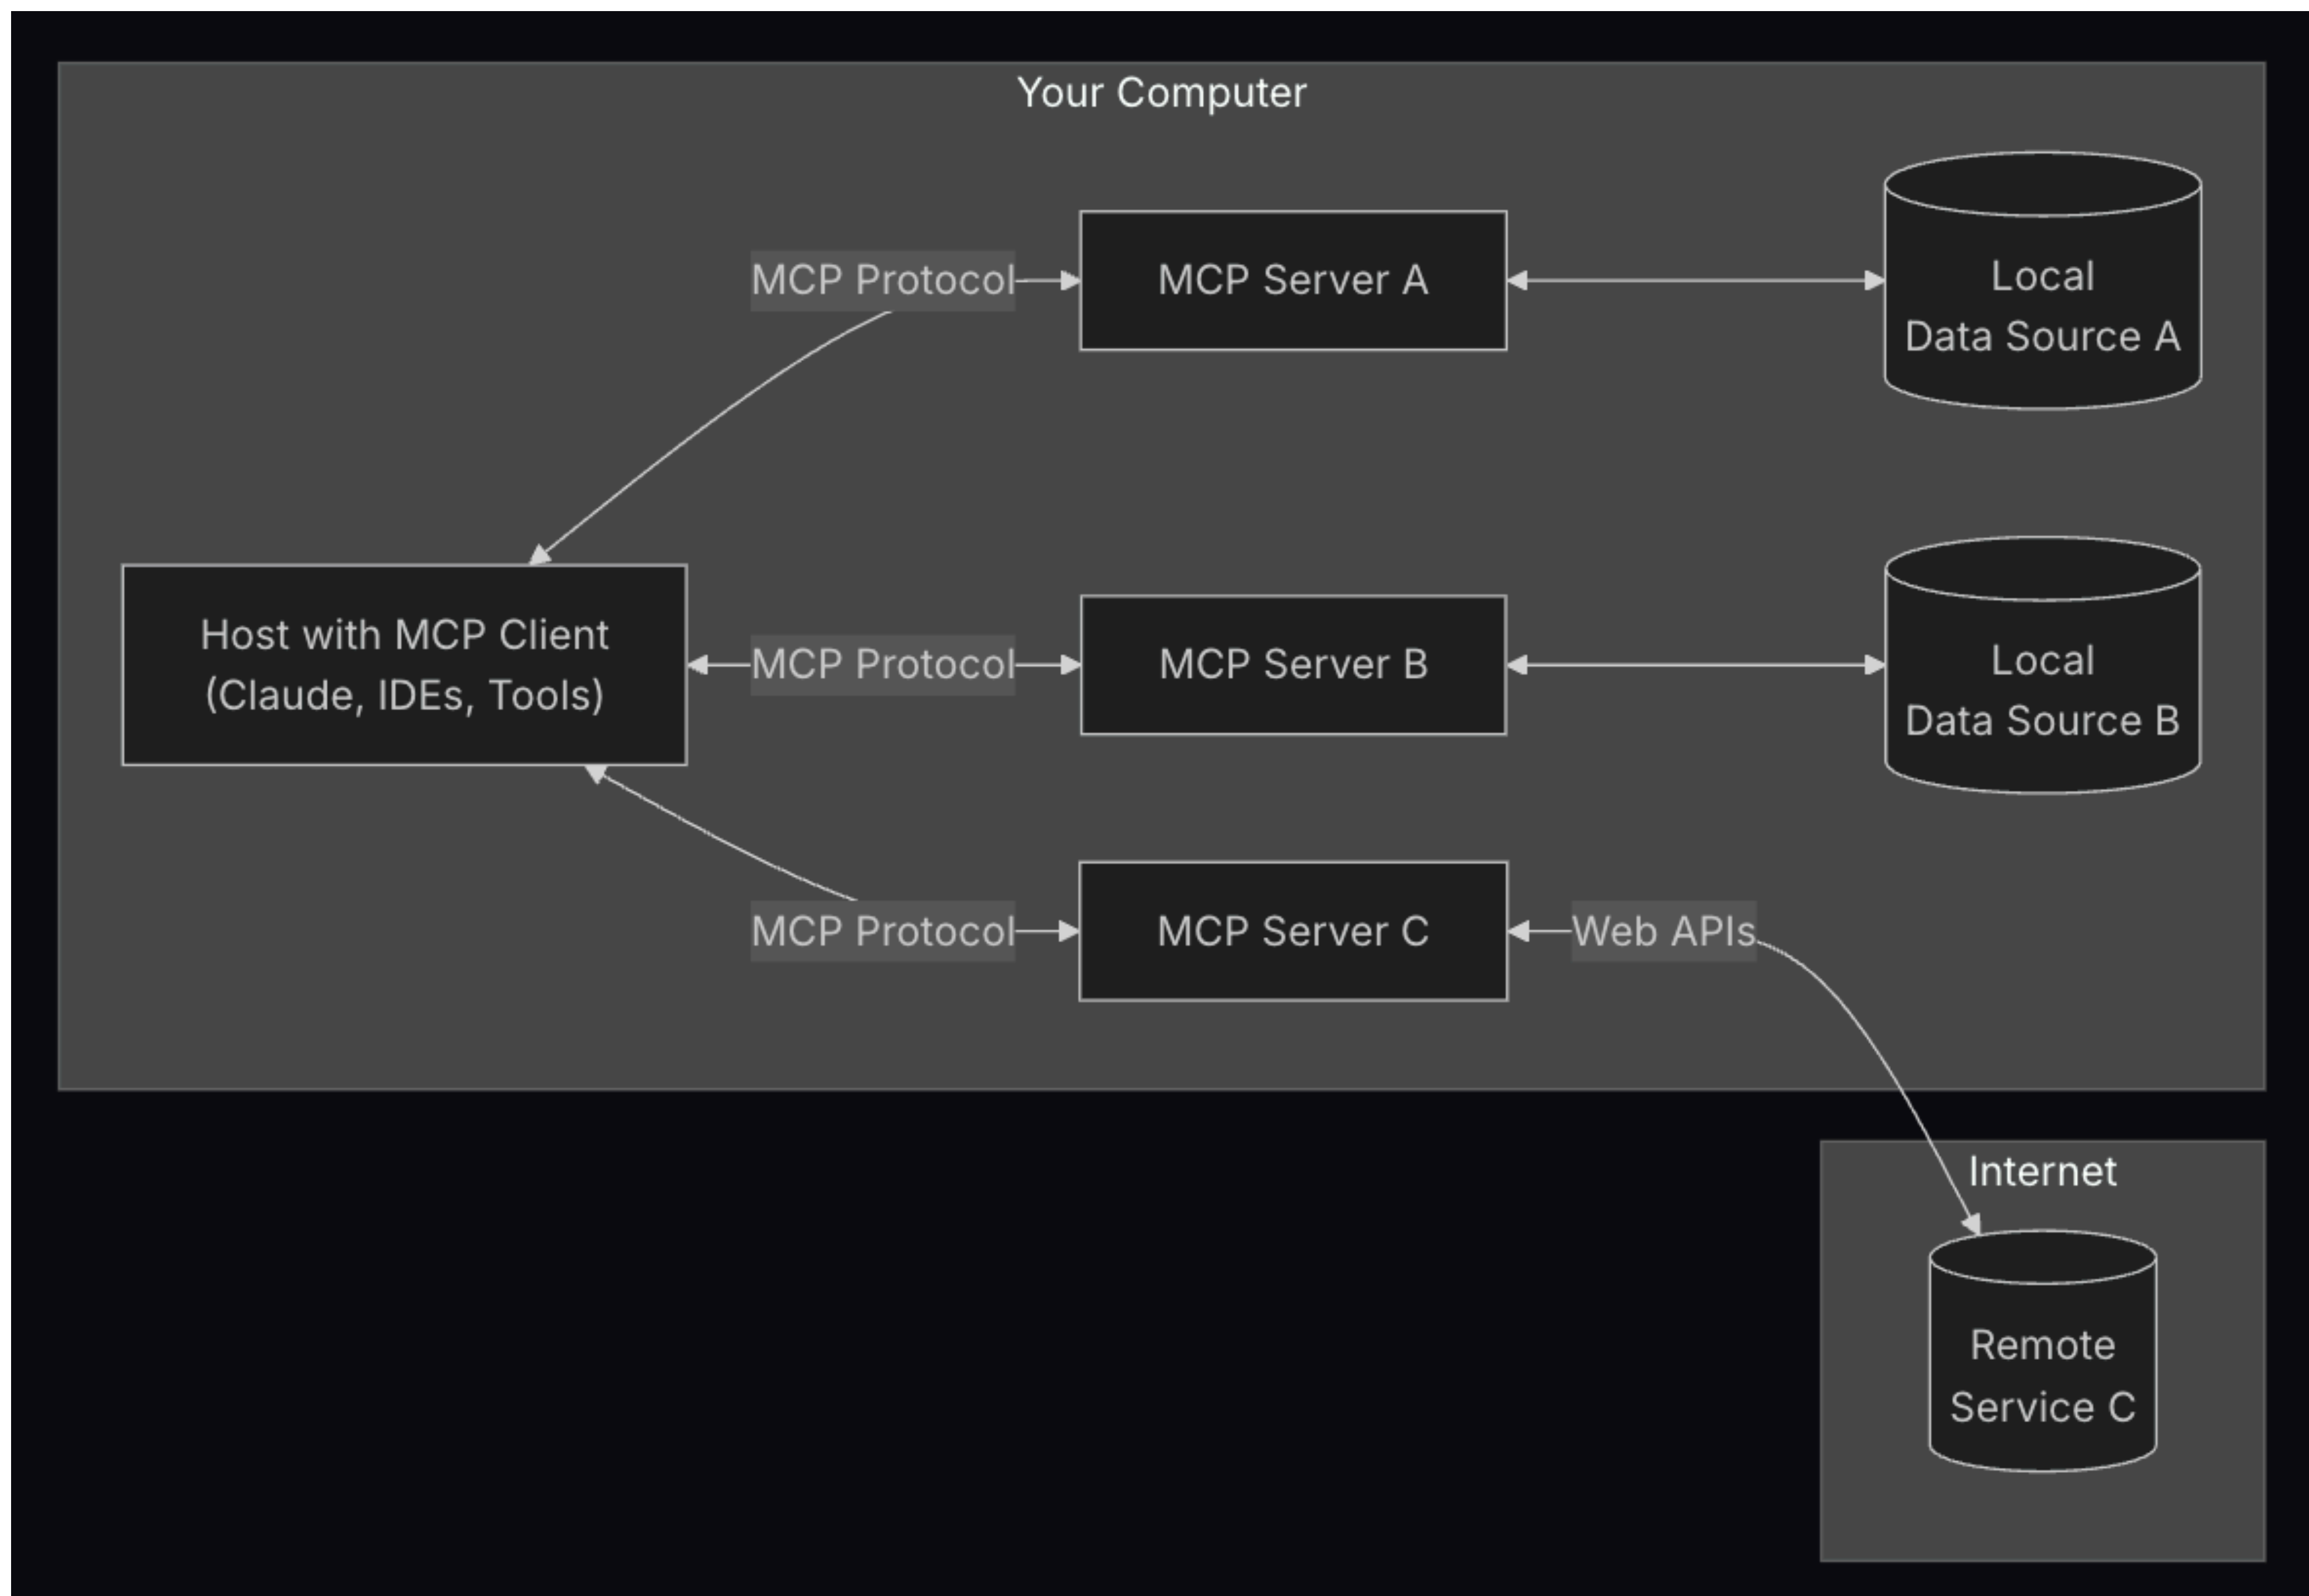 Your Computer
MCP Protocol
MCP Server A
Local
Data Source A
Host with MCP Client
(Claude, IDEs, Tools)
MCP Protocol
MCP Server B
Local
Data Source B
MCP Protocol
MCP Server C
Web APIs
Internet
Remote
Service C